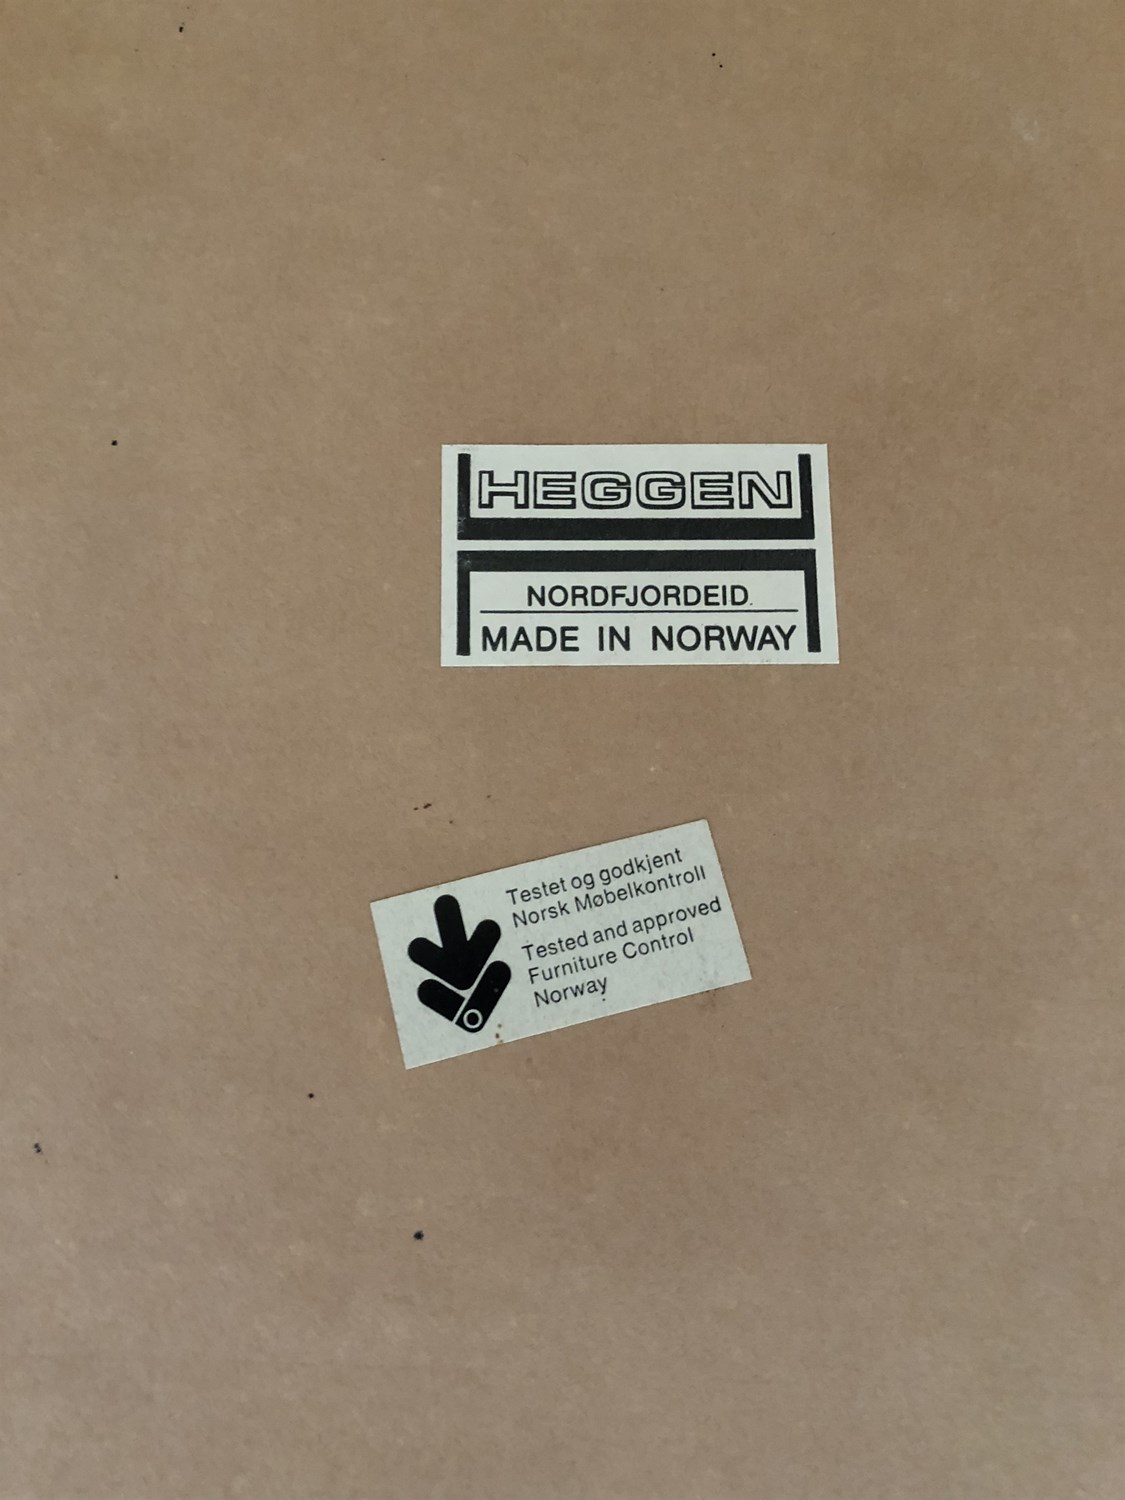 HEGGEN
NORDFJORDEID
MADE IN NORWAY
Testet og godkjent
Norsk Møbelkontroll
Tested and approved
Furniture Control
Norway